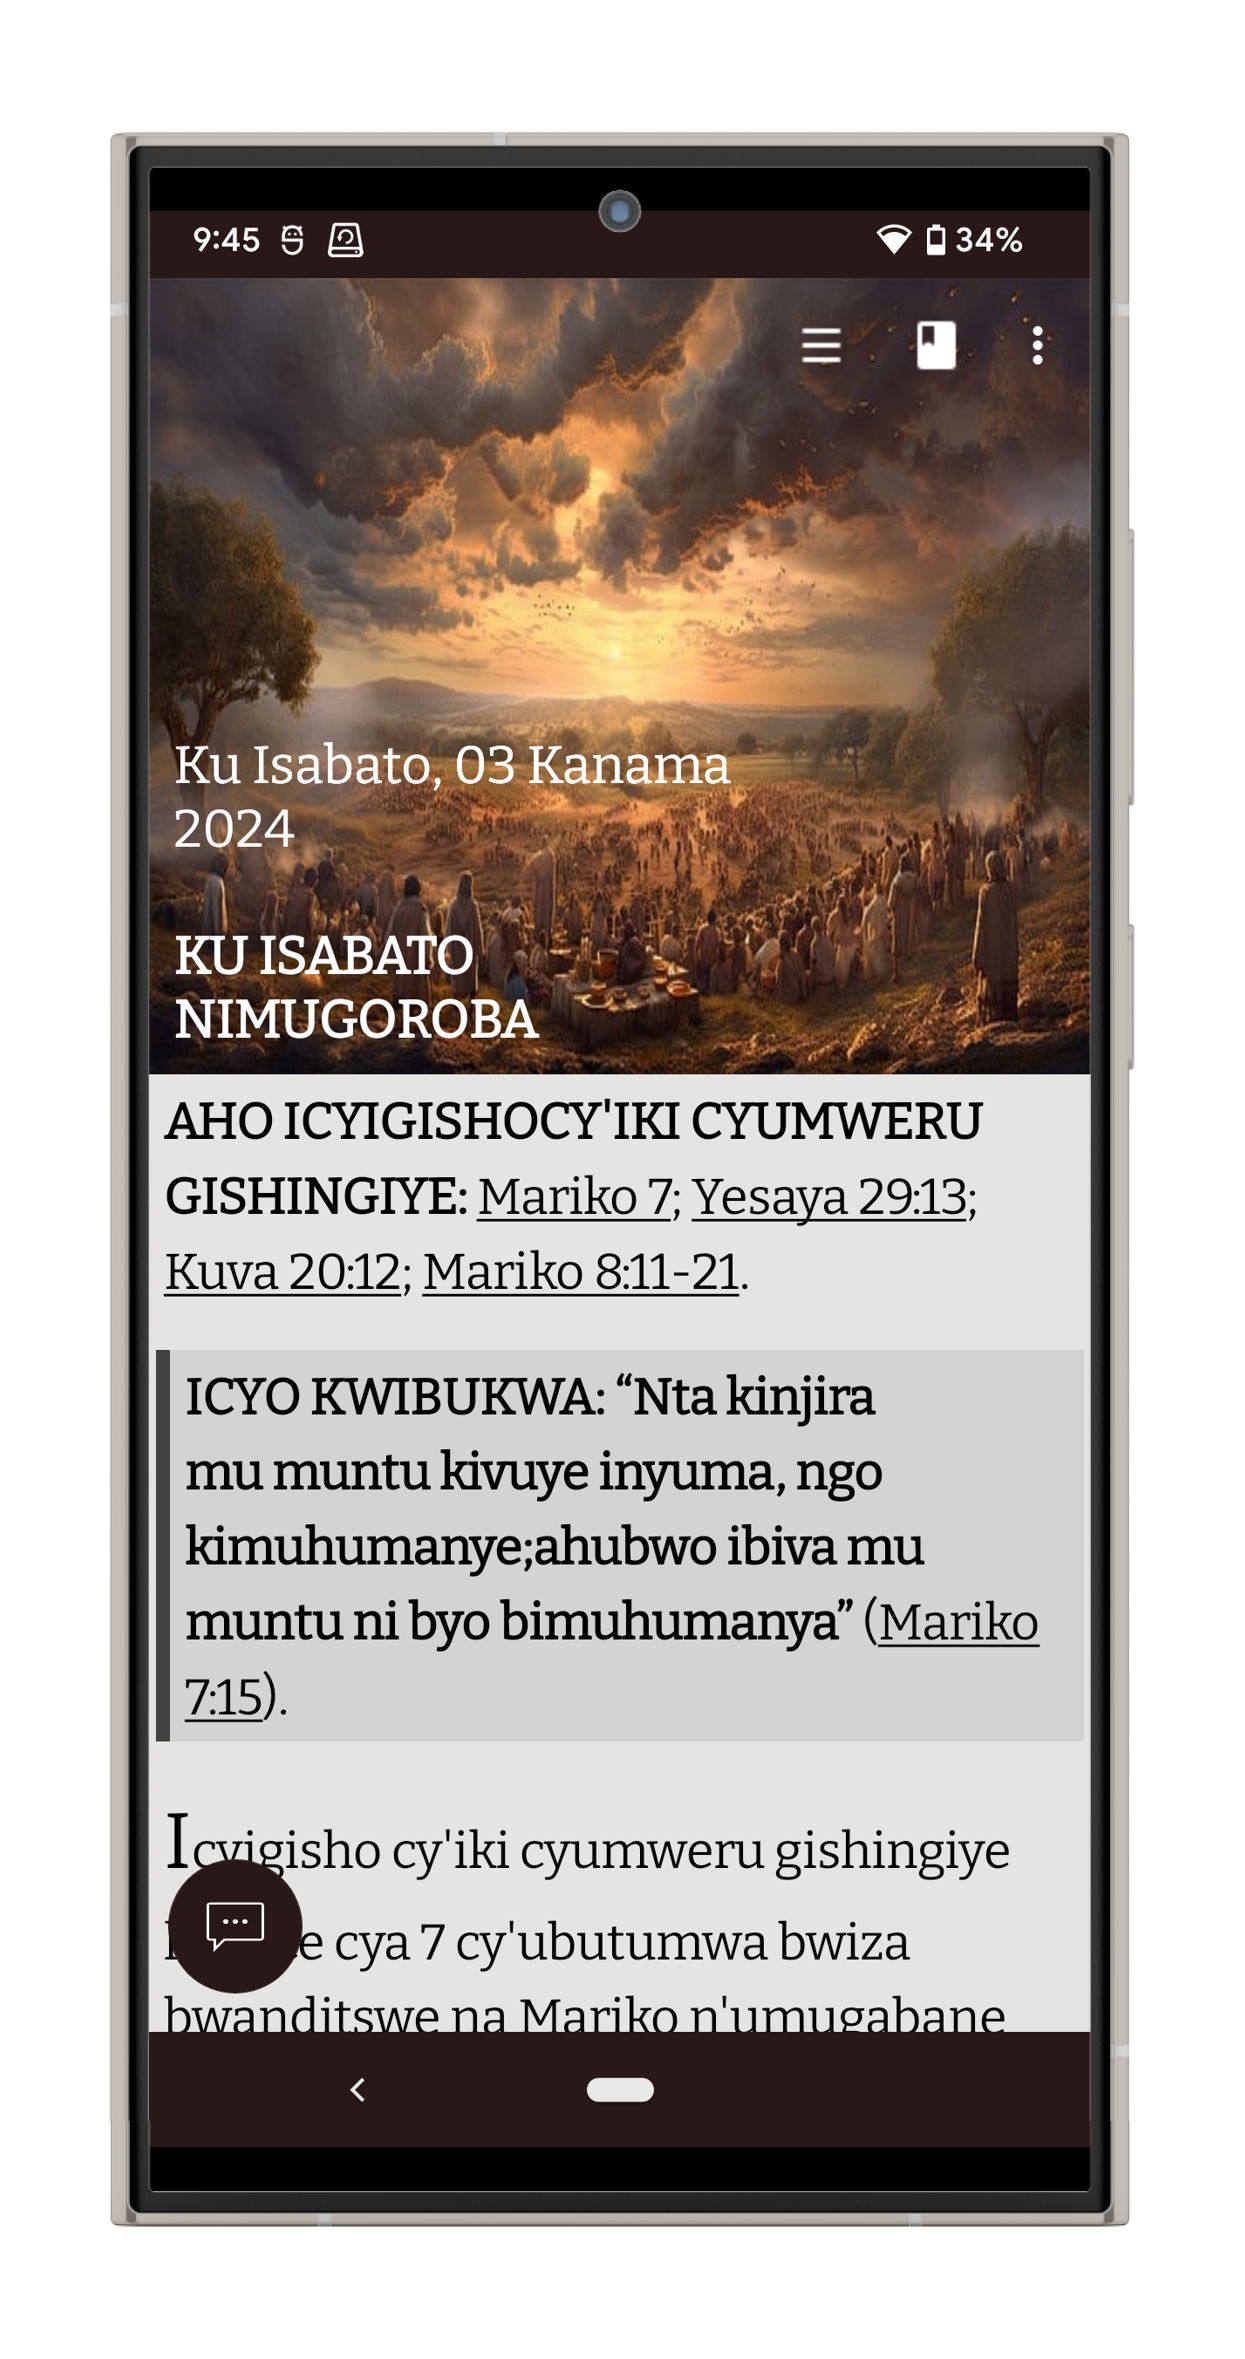 9:45
34%
Ku Isabato, 03 Kanama
2024
KU ISABATO
NIMUGOROBA
AHO ICYIGISHOCY'IKI CYUMWERU
GISHINGIYE: Mariko 7; Yesaya 29:13;
Kuva 20:12; Mariko 8:11-21.
ICYO KWIBUKWA: “Nta kinjira
mu muntu kivuye inyuma, ngo
kimuhumanye;ahubwo ibiva mu
muntu ni byo bimuhumanya” (Mariko
7:15).
Icyigisho cy'iki cyumweru gishingiye
cya 7 cy'ubutumwa bwiza
bwanditswe na Mariko n'umugabane